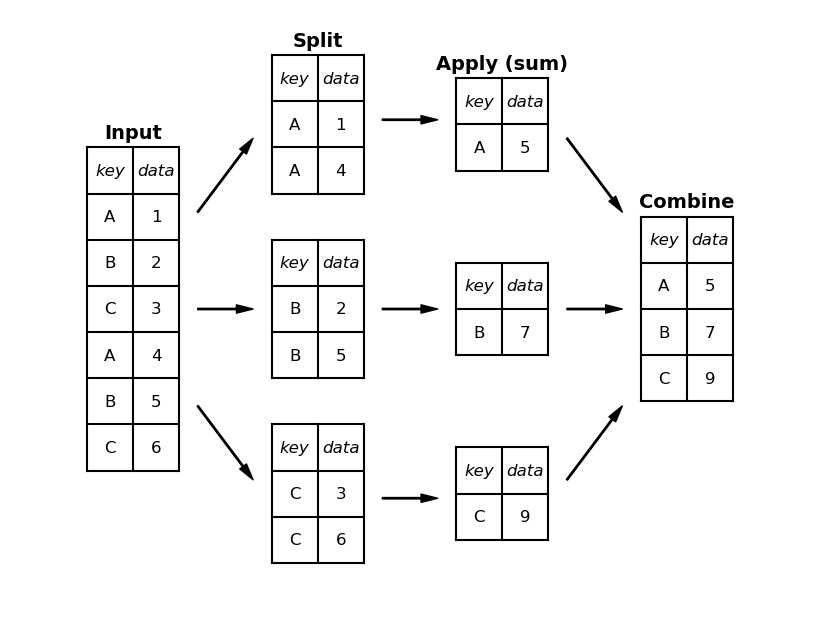 Input
key data
A 1
B 2
C 3
A 4
B 5
C 6
Split
key data
A 1
A 4
key data
B 2
B 5
key data
C 3
C 6
Apply (sum)
key data
A 5
key data
B 7
key data
C 9
Combine
key data
A 5
B 7
C 9